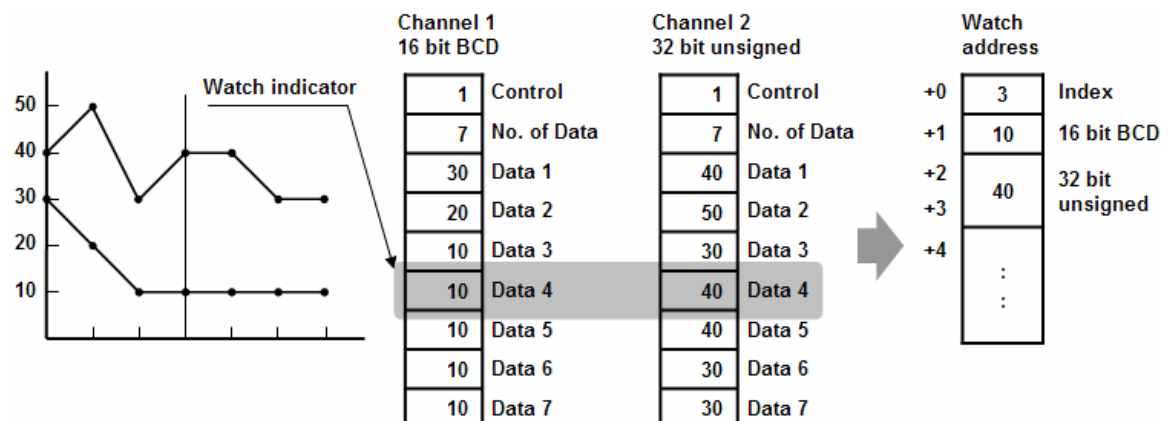 Channel 1
16 bit BCD
Channel 2
32 bit unsigned
Watch
address
Watch indicator
50
40
30
20
10
1 Control
7 No. of Data
30 Data 1
20 Data 2
10 Data 3
10 Data 4
10 Data 5
10 Data 6
10 Data 7
1 Control
7 No. of Data
40 Data 1
50 Data 2
30 Data 3
40 Data 4
40 Data 5
30 Data 6
30 Data 7
+0 3 Index
+1 10 16 bit BCD
+2
+3
40
32 bit
unsigned
+4
:
: